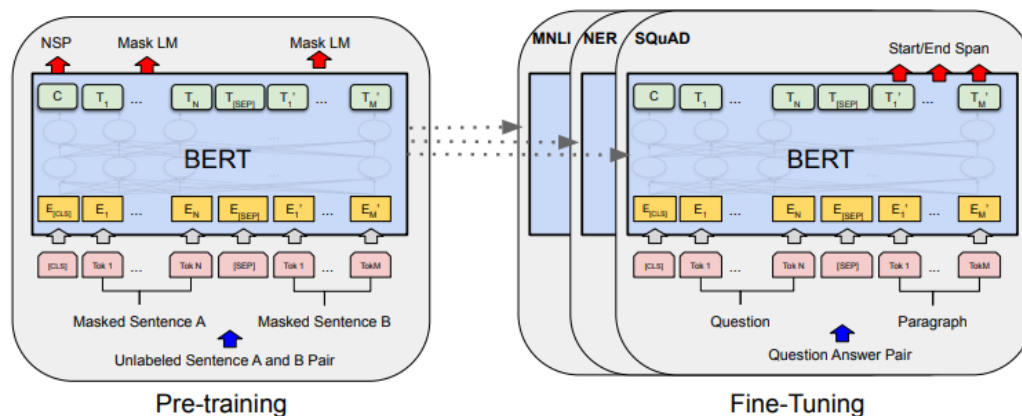 NSP Mask LM Mask LM
C T1 ... TN T[SEP] T1' ... TM'
BERT
E[CLS] E1 ... EN E[SEP] E1' ... EM'
[CLS] Tok 1 ... Tok N [SEP] Tok 1 ... TokM
Masked Sentence A Masked Sentence B
Unlabeled Sentence A and B Pair
Pre-training
MNLI NER SQuAD
Start/End Span
C T1 ... TN T[SEP] T1' ... TM'
BERT
E[CLS] E1 ... EN E[SEP] E1' ... EM'
[CLS] Tok 1 ... Tok N [SEP] Tok 1 ... TokM
Question Paragraph
Question Answer Pair
Fine-Tuning